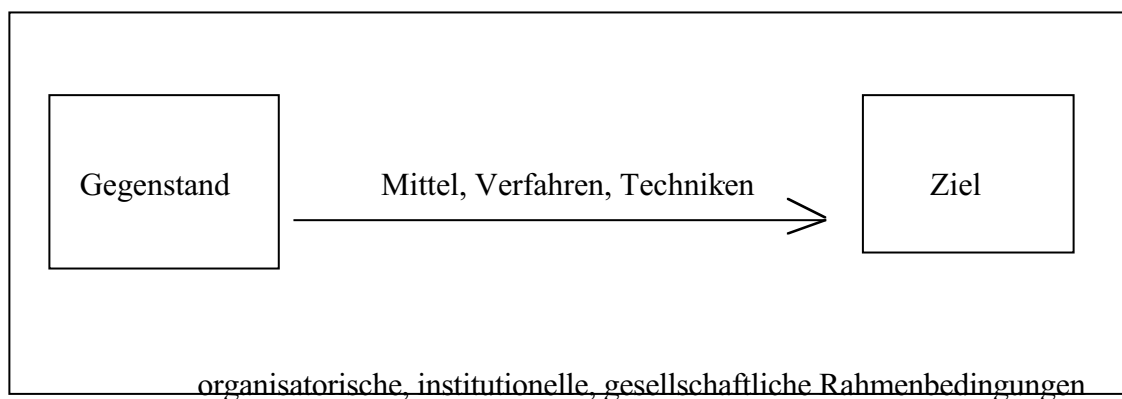 Gegenstand
Mittel, Verfahren, Techniken
Ziel
organisatorische, institutionelle, gesellschaftliche Rahmenbedingungen